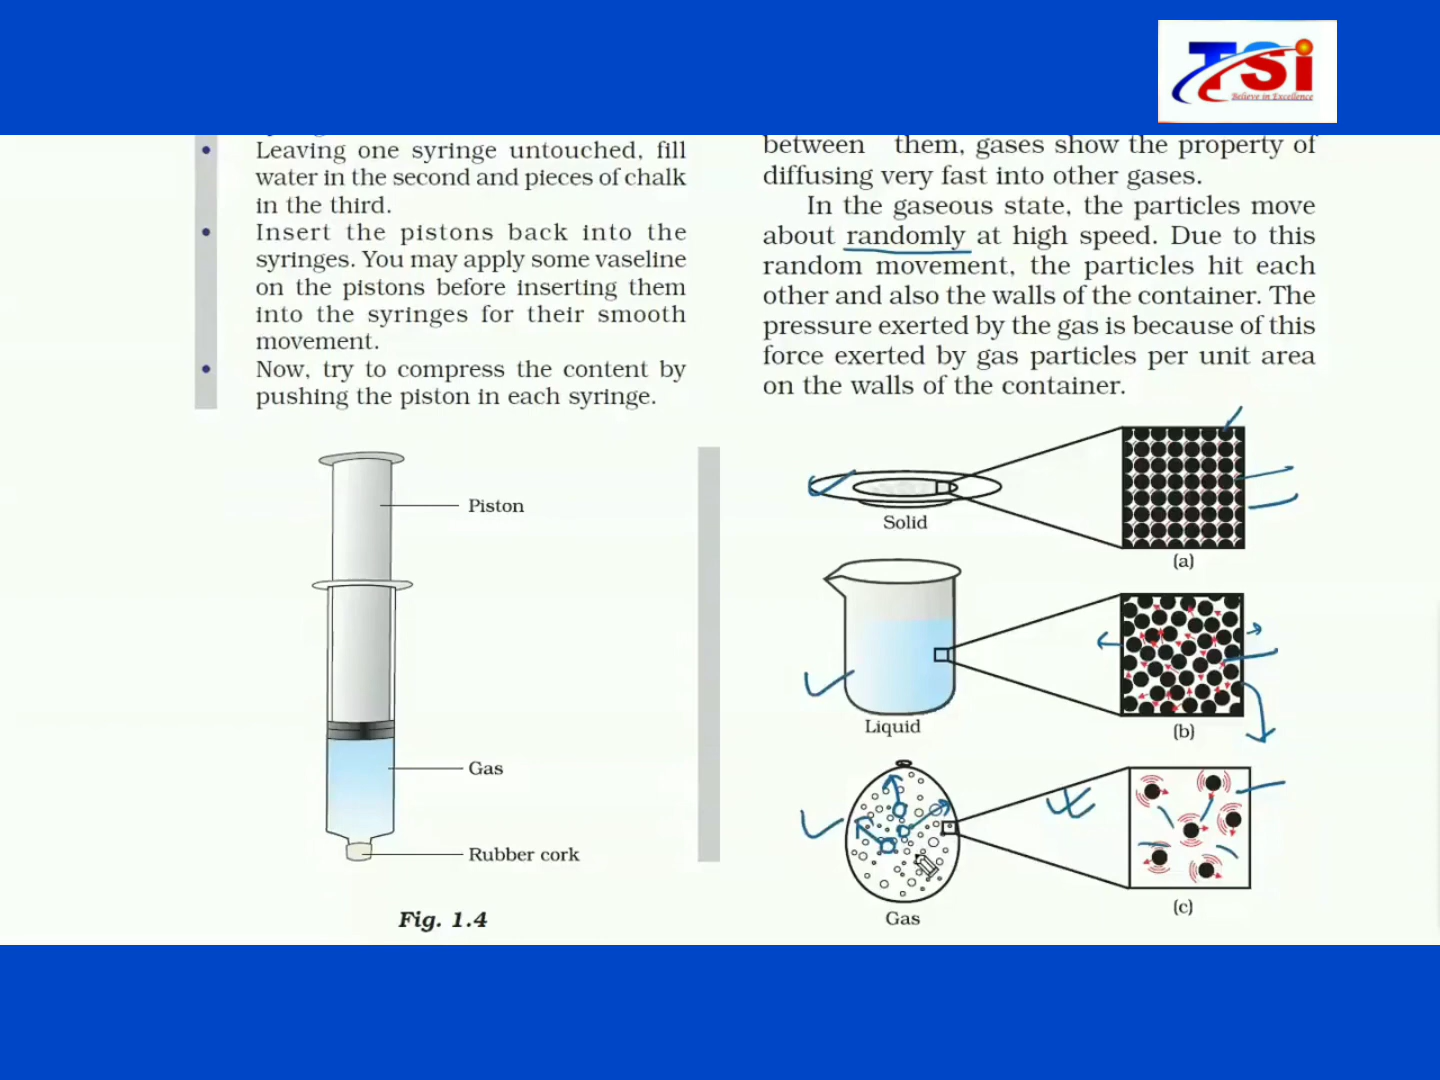 TSi
Believe in Excellence
Leaving one syringe untouched, fill
water in the second and pieces of chalk
in the third.
Insert the pistons back into the
syringes. You may apply some vaseline
on the pistons before inserting them
into the syringes for their smooth
movement.
Now, try to compress the content by
pushing the piston in each syringe.
Piston
Gas
Rubber cork
Fig. 1.4
between them, gases show the property of
diffusing very fast into other gases.
In the gaseous state, the particles move
about randomly at high speed. Due to this
random movement, the particles hit each
other and also the walls of the container. The
pressure exerted by the gas is because of this
force exerted by gas particles per unit area
on the walls of the container.
Solid
(a)
Liquid
(b)
Gas
(c)